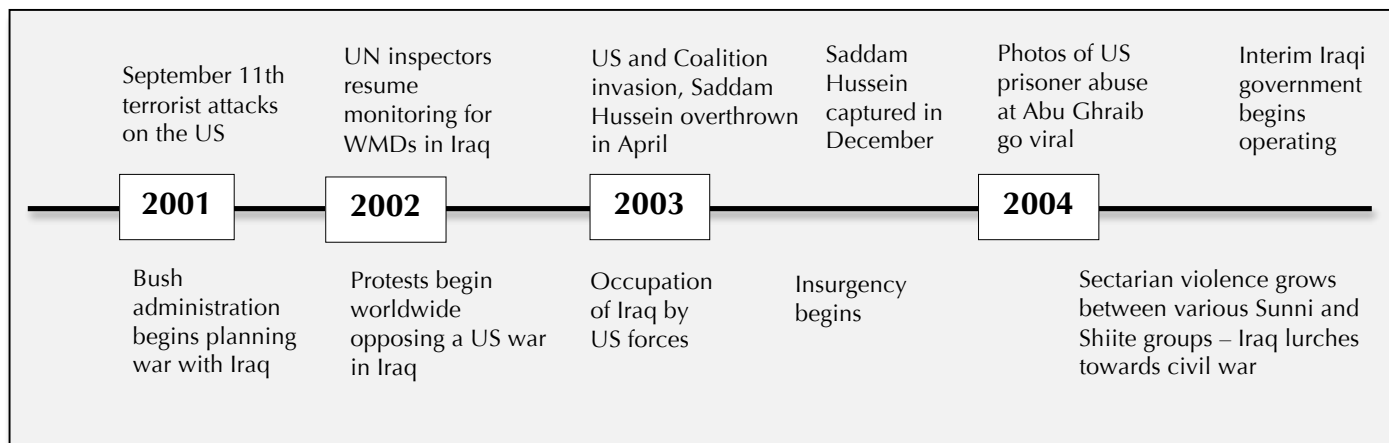 September 11th
terrorist attacks
on the US
UN inspectors
resume
monitoring for
WMDs in Iraq
US and Coalition
invasion, Saddam
Hussein overthrown
in April
Saddam
Hussein
captured in
December
Photos of US
prisoner abuse
at Abu Ghraib
go viral
Interim Iraqi
government
begins
operating
2001
2002
2003
2004
Bush
administration
begins planning
war with Iraq
Protests begin
worldwide
opposing a US war
in Iraq
Occupation
of Iraq by
US forces
Insurgency
begins
Sectarian violence grows
between various Sunni and
Shiite groups – Iraq lurches
towards civil war